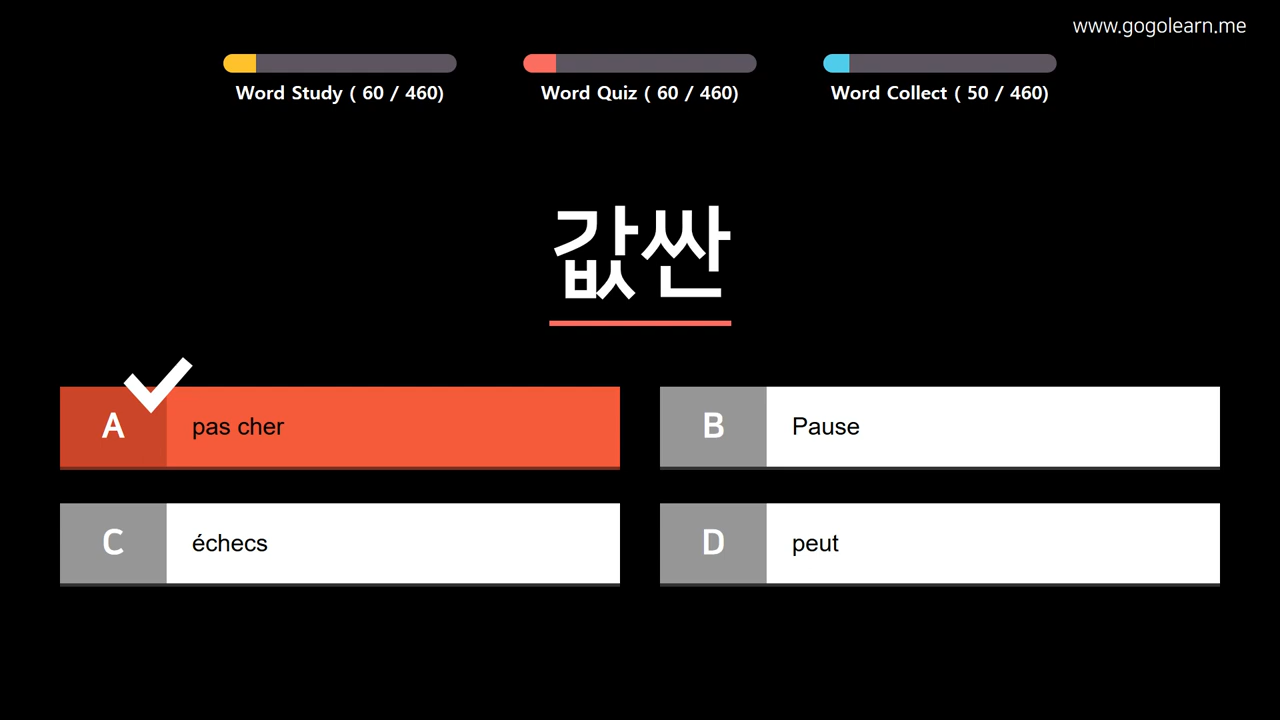 www.gogolearn.me
Word Study ( 60 / 460)
Word Quiz ( 60 / 460)
Word Collect ( 50 / 460)
값싼
A pas cher
B Pause
C échecs
D peut